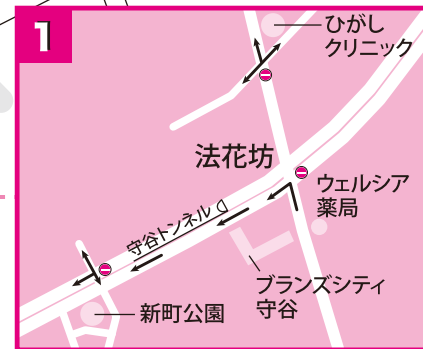 1
ひがし
クリニック
法花坊
ウェルシア
薬局
守谷トンネル
ブランズシティ
守谷
新町公園